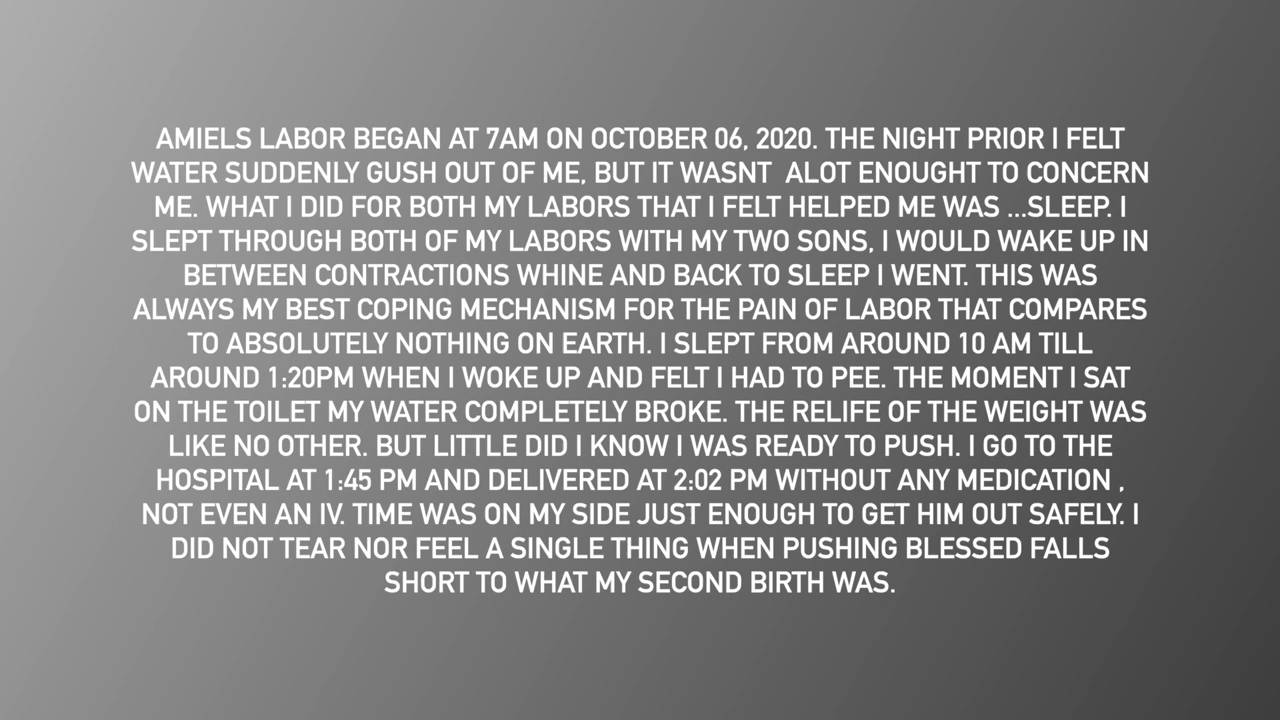 AMIELS LABOR BEGAN AT 7AM ON OCTOBER 06, 2020. THE NIGHT PRIOR I FELT
WATER SUDDENLY GUSH OUT OF ME, BUT IT WASNT  ALOT ENOUGHT TO CONCERN
ME. WHAT I DID FOR BOTH MY LABORS THAT I FELT HELPED ME WAS ...SLEEP. I
SLEPT THROUGH BOTH OF MY LABORS WITH MY TWO SONS, I WOULD WAKE UP IN
BETWEEN CONTRACTIONS WHINE AND BACK TO SLEEP I WENT. THIS WAS
ALWAYS MY BEST COPING MECHANISM FOR THE PAIN OF LABOR THAT COMPARES
TO ABSOLUTELY NOTHING ON EARTH. I SLEPT FROM AROUND 10 AM TILL
AROUND 1:20PM WHEN I WOKE UP AND FELT I HAD TO PEE. THE MOMENT I SAT
ON THE TOILET MY WATER COMPLETELY BROKE. THE RELIFE OF THE WEIGHT WAS
LIKE NO OTHER. BUT LITTLE DID I KNOW I WAS READY TO PUSH. I GO TO THE
HOSPITAL AT 1:45 PM AND DELIVERED AT 2:02 PM WITHOUT ANY MEDICATION ,
NOT EVEN AN IV. TIME WAS ON MY SIDE JUST ENOUGH TO GET HIM OUT SAFELY. I
DID NOT TEAR NOR FEEL A SINGLE THING WHEN PUSHING BLESSED FALLS
SHORT TO WHAT MY SECOND BIRTH WAS.